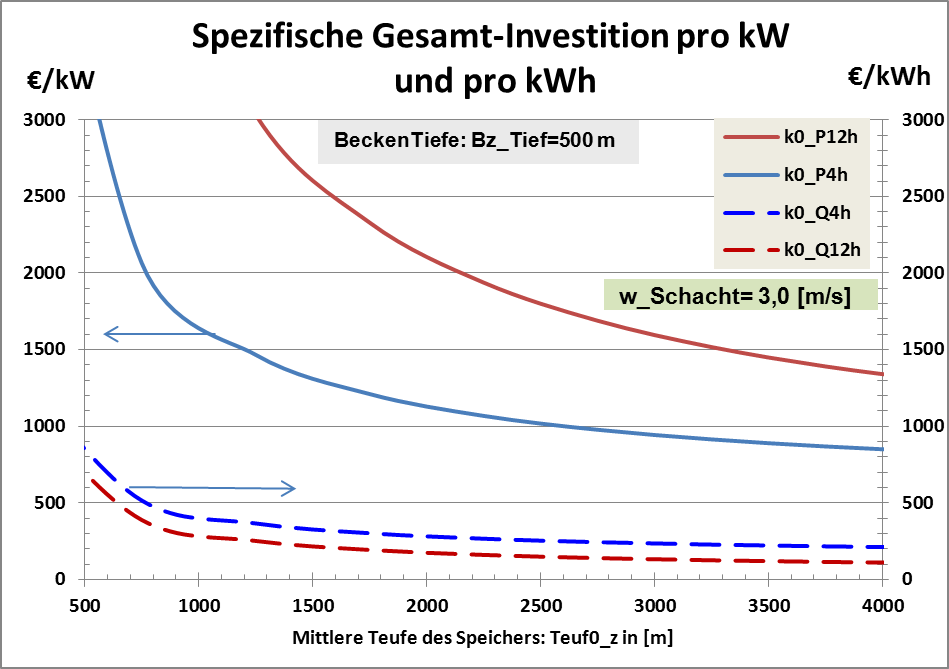 Spezifische Gesamt-Investition pro kW
und pro kWh
€/kW
€/kWh
3000
2500
2000
1500
1000
500
0
3000
2500
2000
1500
1000
500
0
Becken Tiefe: Bz_Tief=500 m
k0_P12h
k0_P4h
k0_Q4h
k0_Q12h
w_Schacht= 3,0 [m/s]
500 1000 1500 2000 2500 3000 3500 4000
Mittlere Teufe des Speichers: Teuf0_z in [m]